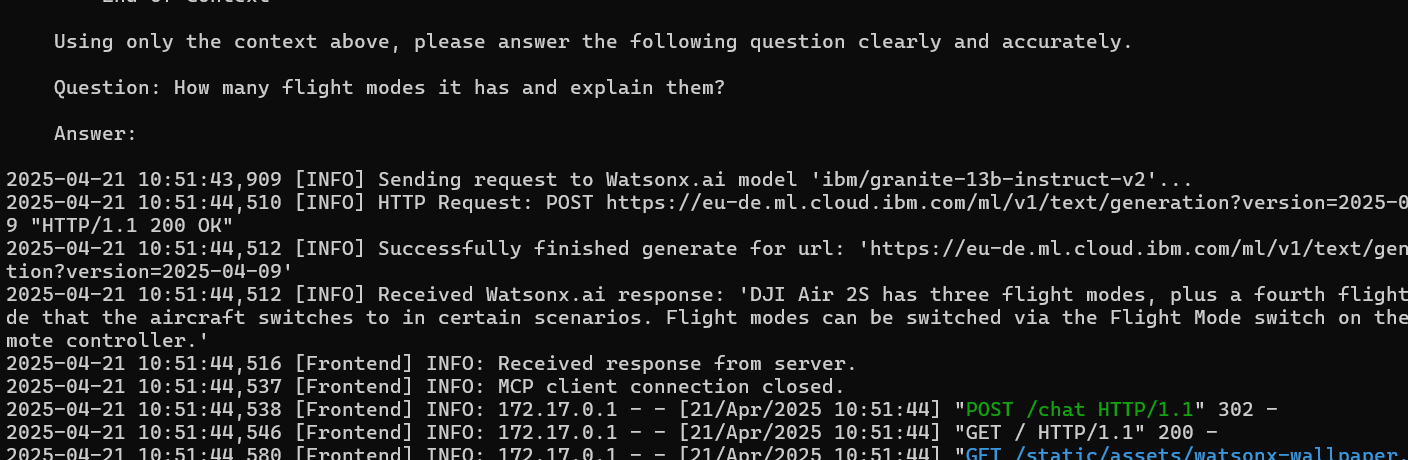 End of Context
Using only the context above, please answer the following question clearly and accurately.
Question: How many flight modes it has and explain them?
Answer:
2025-04-21 10:51:43,909 [INFO] Sending request to Watsonx.ai model 'ibm/granite-13b-instruct-v2'...
2025-04-21 10:51:44,510 [INFO] HTTP Request: POST https://eu-de.ml.cloud.ibm.com/ml/v1/text/generation?version=2025-0
9 "HTTP/1.1 200 OK"
2025-04-21 10:51:44,512 [INFO] Successfully finished generate for url: 'https://eu-de.ml.cloud.ibm.com/ml/v1/text/gen
tion?version=2025-04-09'
2025-04-21 10:51:44,512 [INFO] Received Watsonx.ai response: 'DJI Air 2S has three flight modes, plus a fourth flight
de that the aircraft switches to in certain scenarios. Flight modes can be switched via the Flight Mode switch on the
mote controller.'
2025-04-21 10:51:44,516 [Frontend] INFO: Received response from server.
2025-04-21 10:51:44,537 [Frontend] INFO: MCP client connection closed.
2025-04-21 10:51:44,538 [Frontend] INFO: 172.17.0.1 - - [21/Apr/2025 10:51:44] "POST /chat HTTP/1.1" 302 -
2025-04-21 10:51:44,546 [Frontend] INFO: 172.17.0.1 - - [21/Apr/2025 10:51:44] "GET / HTTP/1.1" 200 -
2025-04-21 10:51:44,580 [Frontend] INFO: 172.17.0.1 - - [21/Apr/2025 10:51:44] "GET /static/assets/watsonx-wallpaper.